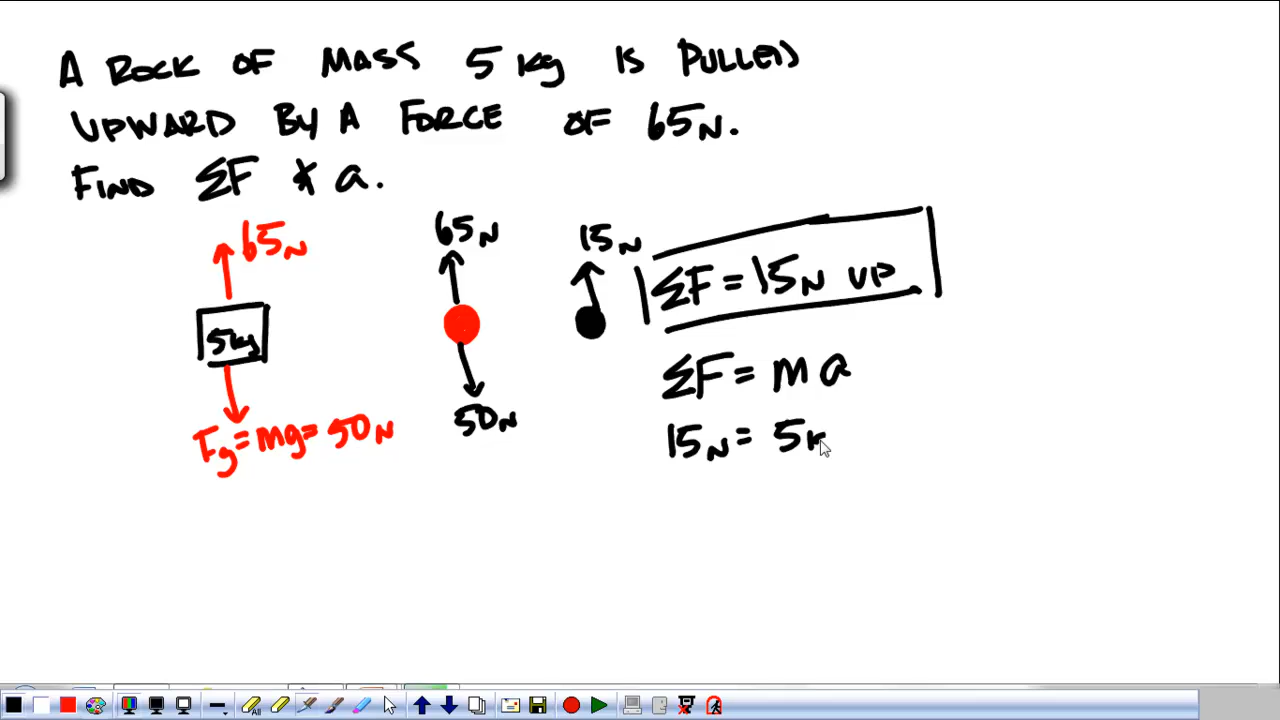 A ROCK OF MASS 5 kg IS PULLED
UPWARD BY A FORCE OF 65N.
FIND ΣF & a.
65N
65N
15N
ΣF = 15N UP
5kg
ΣF = ma
Fg = mg = 50N
50N
15N = 5k
All